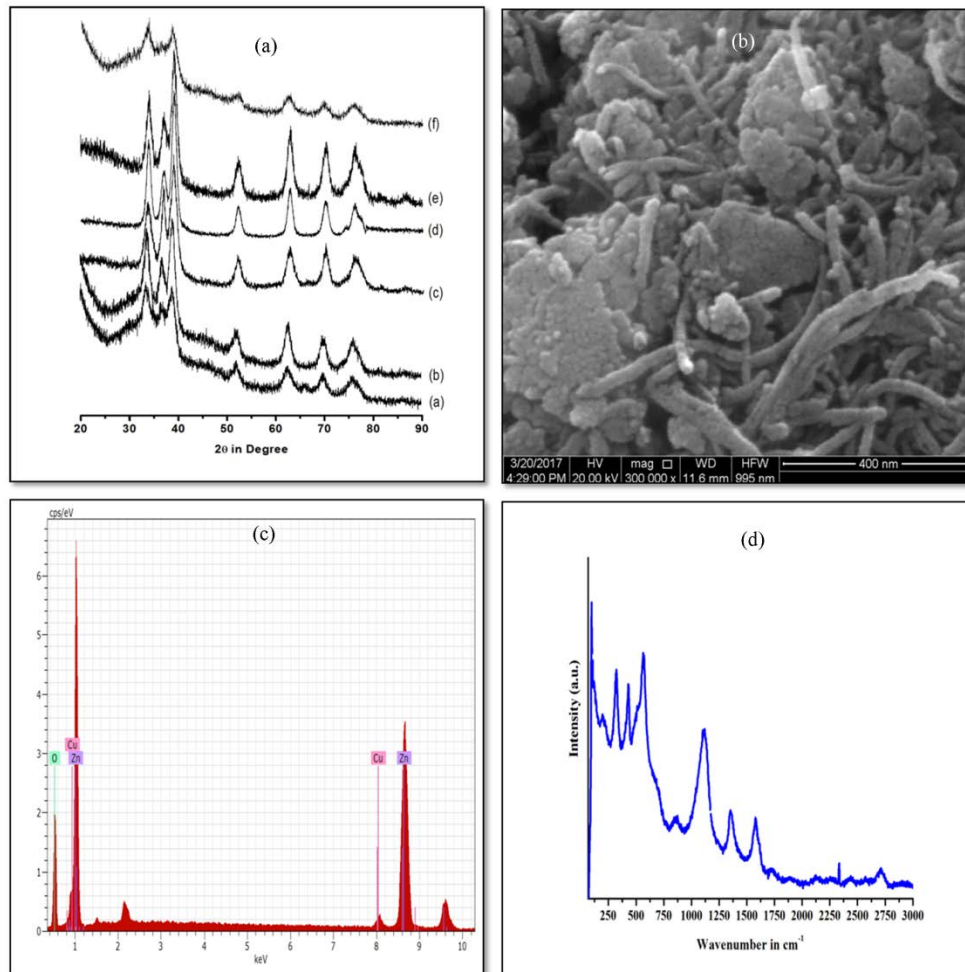 (a)
(f)
(e)
(d)
(c)
(b)
(a)
20 30 40 50 60 70 80 90
2θ in Degree
(b)
3/20/2017 HV mag □ WD HFW 400 nm
4:29:00 PM 20.00 kV 300 000 x 11.6 mm 995 nm
cps/eV
(c)
6
5
4
3
2
1
0
Cu
O Zn Cu Zn
1 2 3 4 5 6 7 8 9 10
keV
(d)
Intensity (a.u.)
250 500 750 1000 1250 1500 1750 2000 2250 2500 2750 3000
Wavenumber in cm⁻¹